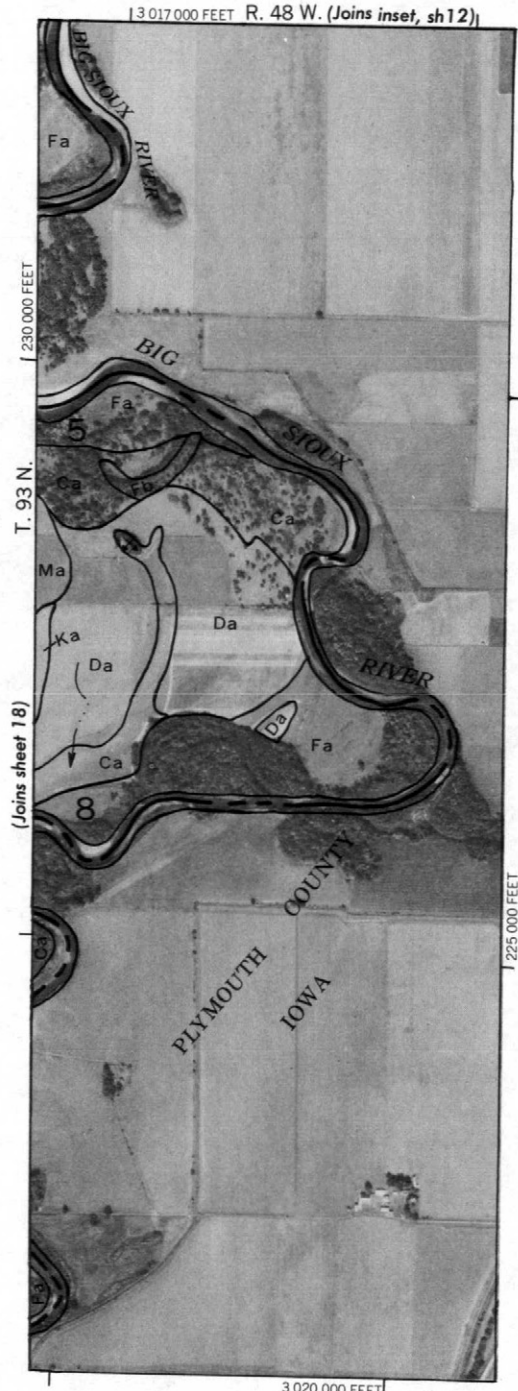 3 017 000 FEET R. 48 W. (Joins inset, sh12)
BIG SIOUX
RIVER
Fa
230 000 FEET
BIG
SIOUX
RIVER
Fa
5
T. 93 N.
Ca
Fb
Ca
Ma
Ka
Da
Da
Da
Fa
Ca
(Joins sheet 18)
8
PLYMOUTH COUNTY
IOWA
225 000 FEET
Ca
Fa
3 020 000 FEET